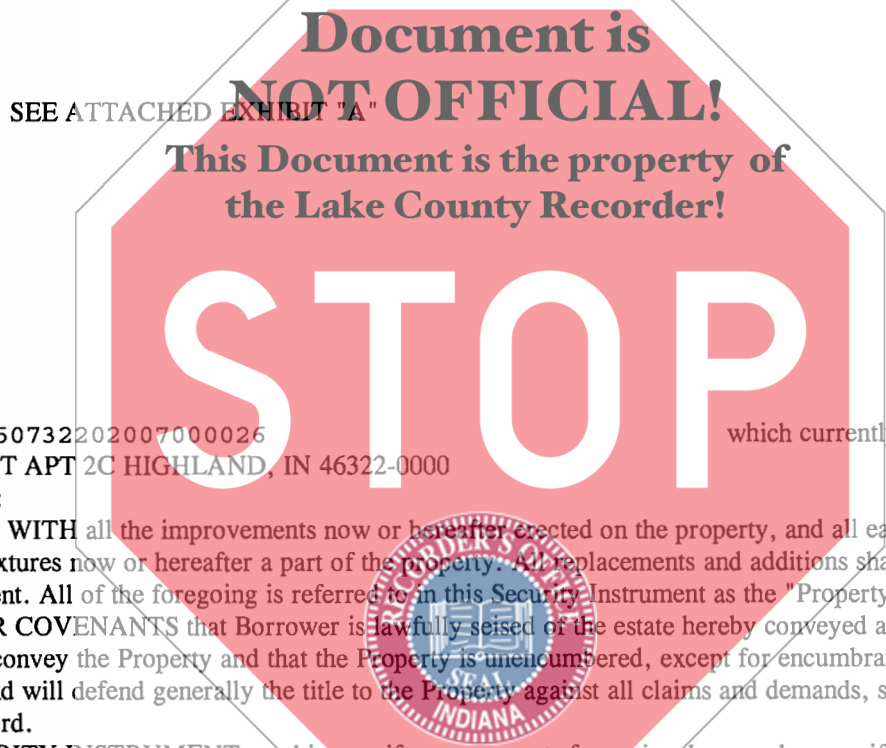 Document is
NOT OFFICIAL!
SEE ATTACHED EXHIBIT "A"
This Document is the property of
the Lake County Recorder!
STOP
507322 02007000026
which currently
T APT 2C HIGHLAND, IN 46322-0000
:
WITH all the improvements now or hereafter erected on the property, and all ea
xtures now or hereafter a part of the property. All replacements and additions sha
nt. All of the foregoing is referred to in this Security Instrument as the "Property
R COVENANTS that Borrower is lawfully seised of the estate hereby conveyed a
convey the Property and that the Property is unencumbered, except for encumbra
d will defend generally the title to the Property against all claims and demands, s
rd.
RECORDER'S OFFICE
SEAL
INDIANA